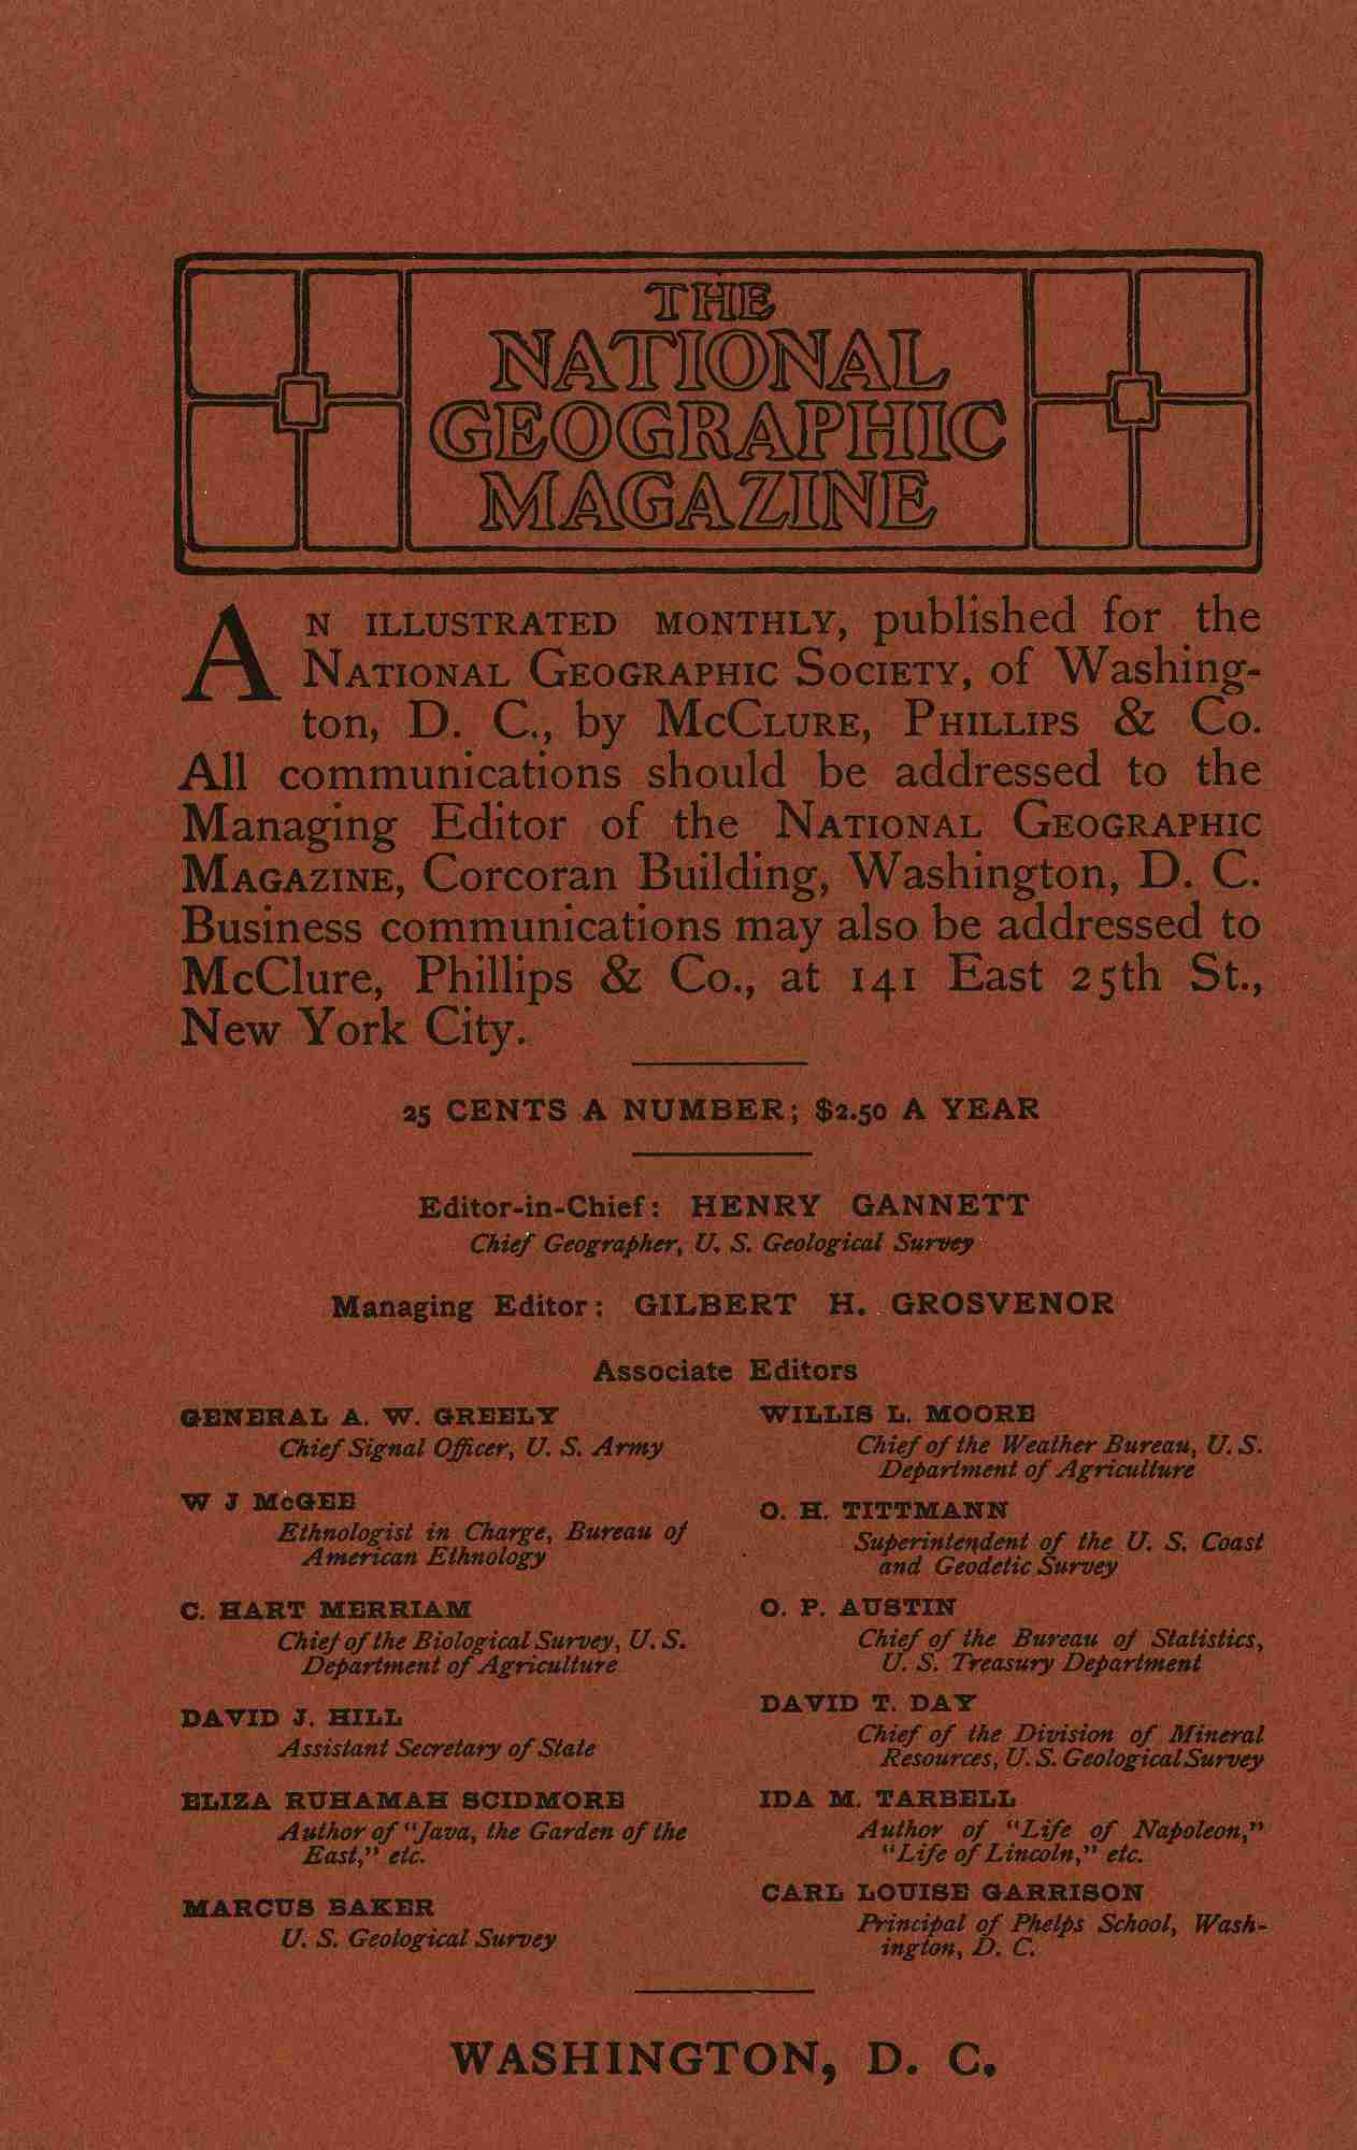 THE
NATIONAL
GEOGRAPHIC
MAGAZINE
AN ILLUSTRATED MONTHLY, published for the
NATIONAL GEOGRAPHIC SOCIETY, of Washing-
ton, D. C., by McCLURE, PHILLIPS & Co.
All communications should be addressed to the
Managing Editor of the NATIONAL GEOGRAPHIC
MAGAZINE, Corcoran Building, Washington, D. C.
Business communications may also be addressed to
McClure, Phillips & Co., at 141 East 25th St.,
New York City.
25 CENTS A NUMBER; $2.50 A YEAR
Editor-in-Chief: HENRY GANNETT
Chief Geographer, U. S. Geological Survey
Managing Editor: GILBERT H. GROSVENOR
Associate Editors
GENERAL A. W. GREELY
Chief Signal Officer, U. S. Army
W J McGEE
Ethnologist in Charge, Bureau of
American Ethnology
C. HART MERRIAM
Chief of the Biological Survey, U. S.
Department of Agriculture
DAVID J. HILL
Assistant Secretary of State
ELIZA RUHAMAH SCIDMORE
Author of "Java, the Garden of the
East," etc.
MARCUS BAKER
U. S. Geological Survey
WILLIS L. MOORE
Chief of the Weather Bureau, U. S.
Department of Agriculture
O. H. TITTMANN
Superintendent of the U. S. Coast
and Geodetic Survey
O. P. AUSTIN
Chief of the Bureau of Statistics,
U. S. Treasury Department
DAVID T. DAY
Chief of the Division of Mineral
Resources, U. S. Geological Survey
IDA M. TARBELL
Author of "Life of Napoleon,"
"Life of Lincoln," etc.
CARL LOUISE GARRISON
Principal of Phelps School, Wash-
ington, D. C.
WASHINGTON, D. C.